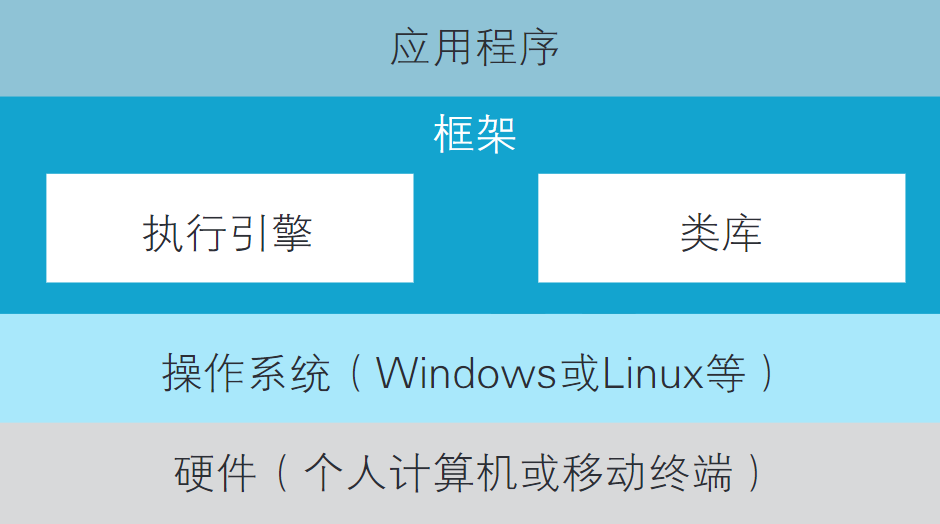 应用程序
框架
执行引擎
类库
操作系统（Windows或Linux等）
硬件（个人计算机或移动终端）